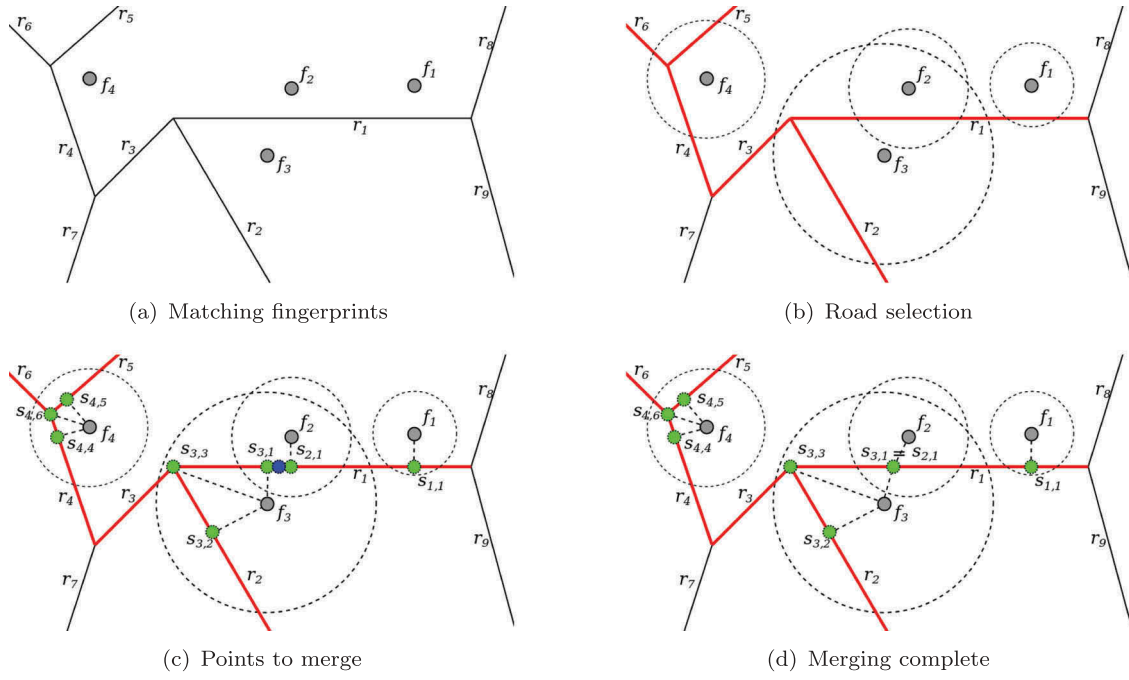 r6
r5
r8
f4
f2
f1
r1
r4
r3
f3
r9
r2
r7
(a) Matching fingerprints
r6
r5
r8
f4
f2
f1
r1
r4
r3
f3
r9
r2
r7
(b) Road selection
r6
r5
r8
s4,5
s4,6
f4
f2
f1
s4,4
s3,3
s3,1
s2,1
r1
s1,1
r4
r3
f3
s3,2
r9
r2
r7
(c) Points to merge
r6
r5
r8
s4,5
s4,6
f4
f2
f1
s4,4
s3,3
s3,1 ≠ s2,1
r1
s1,1
r4
r3
f3
s3,2
r9
r2
r7
(d) Merging complete